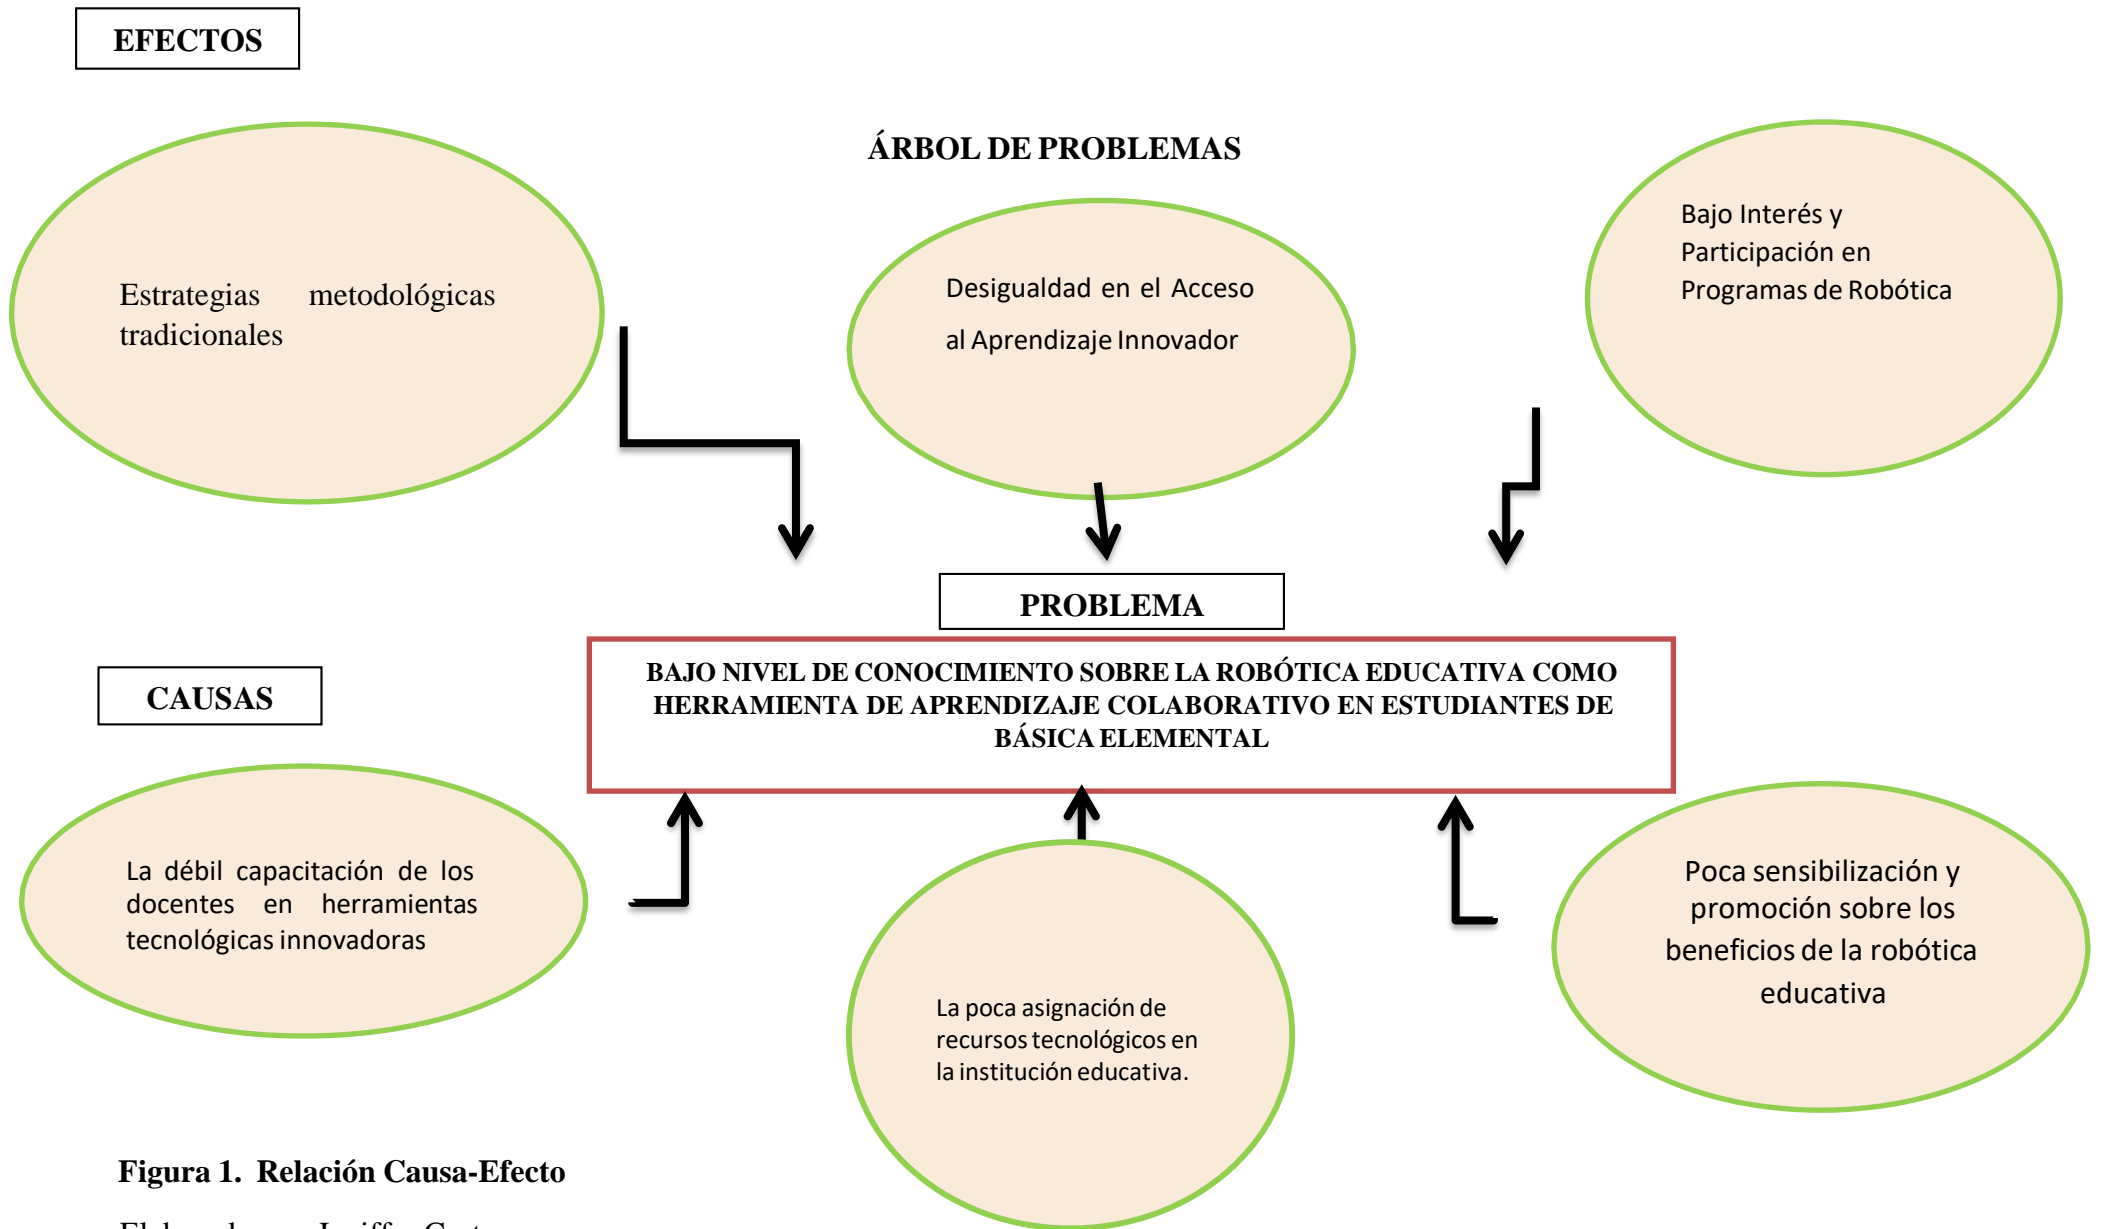 EFECTOS
ÁRBOL DE PROBLEMAS
Estrategias metodológicas
tradicionales
Desigualdad en el Acceso
al Aprendizaje Innovador
Bajo Interés y
Participación en
Programas de Robótica
PROBLEMA
BAJO NIVEL DE CONOCIMIENTO SOBRE LA ROBÓTICA EDUCATIVA COMO
HERRAMIENTA DE APRENDIZAJE COLABORATIVO EN ESTUDIANTES DE
BÁSICA ELEMENTAL
CAUSAS
La débil capacitación de los
docentes en herramientas
tecnológicas innovadoras
La poca asignación de
recursos tecnológicos en
la institución educativa.
Poca sensibilización y
promoción sobre los
beneficios de la robótica
educativa
Figura 1. Relación Causa-Efecto